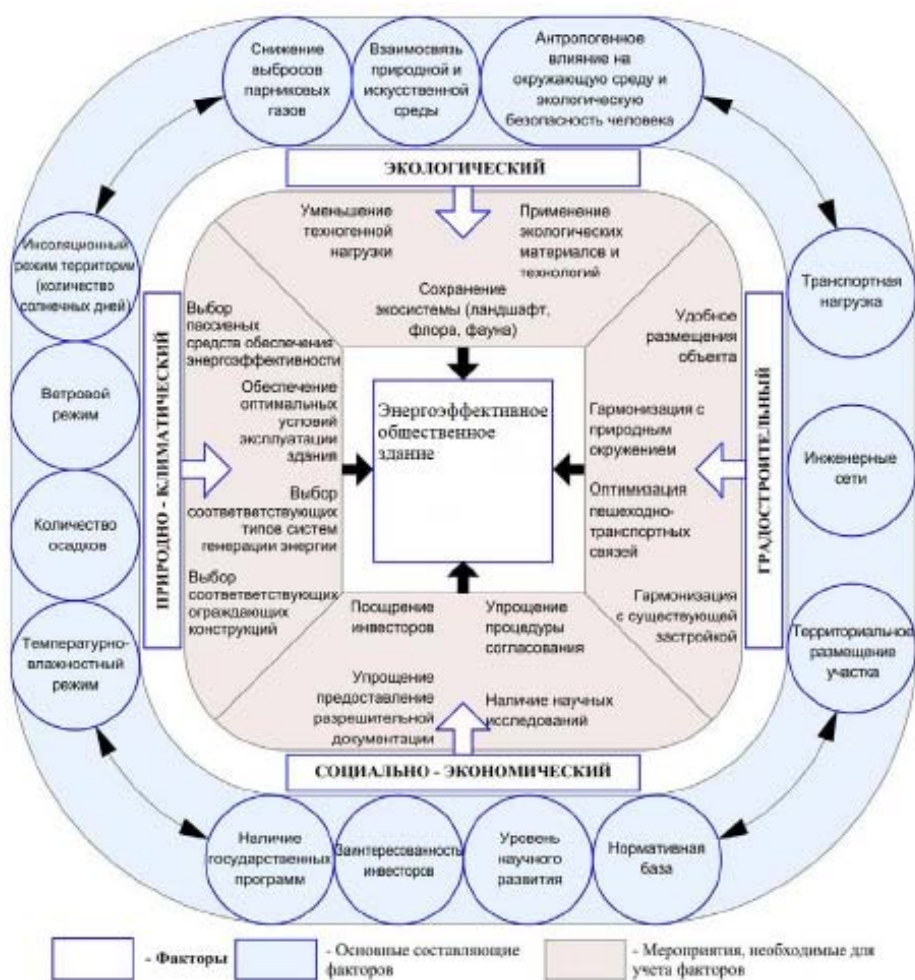 Снижение
выбросов
парниковых
газов
Взаимосвязь
природной и
искусственной
среды
Антропогенное
влияние на
окружающую среду и
экологическую
безопасность человека
ЭКОЛОГИЧЕСКИЙ
Уменьшение
техногенной
нагрузки
Применение
экологических
материалов и
технологий
Сохранение
экосистемы (ландшафт,
флора, фауна)
Инсоляционный
режим территории
(количество
солнечных дней)
Ветровой
режим
Количество
осадков
Температурно-
влажностный
режим
ПРИРОДНО - КЛИМАТИЧЕСКИЙ
Выбор
пассивных
средств обеспечения
энергоэффективности
Обеспечение
оптимальных
условий
эксплуатации
здания
Выбор
соответствующих
типов систем
генерации энергии
Выбор
соответствующих
ограждающих
конструкций
Энергоэффективное
общественное
здание
Удобное
размещения
объекта
Гармонизация с
природным
окружением
Оптимизация
пешеходно-
транспортных
связей
Гармонизация
с существующей
застройкой
ГРАДОСТРОИТЕЛЬНЫЙ
Транспортная
нагрузка
Инженерные
сети
Территориальное
размещение
участка
Поощрение
инвесторов
Упрощение
процедуры
согласования
Упрощение
предоставление
разрешительной
документации
Наличие научных
исследований
СОЦИАЛЬНО - ЭКОНОМИЧЕСКИЙ
Наличие
государственных
программ
Заинтересованность
инвесторов
Уровень
научного
развития
Нормативная
база
- Факторы
- Основные составляющие
факторов
- Мероприятия, необходимые для
учета факторов